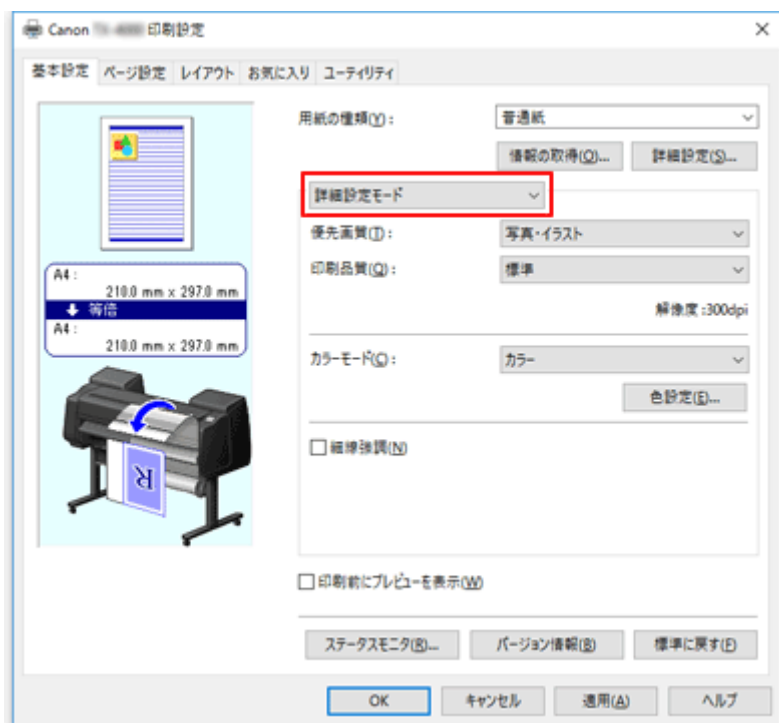 Canon 印刷設定
基本設定 ページ設定 レイアウト お気に入り ユーティリティ
用紙の種類(Y): 普通紙
情報の取得(O)... 詳細設定(S)...
詳細設定モード
優先画質(T): 写真・イラスト
印刷品質(Q): 標準
解像度:300dpi
カラーモード(C): カラー
色設定(E)...
細線強調(N)
A4:
210.0 mm x 297.0 mm
等倍
A4:
210.0 mm x 297.0 mm
R
印刷前にプレビューを表示(W)
ステータスモニタ(R)... バージョン情報(B) 標準に戻す(F)
OK キャンセル 適用(A) ヘルプ